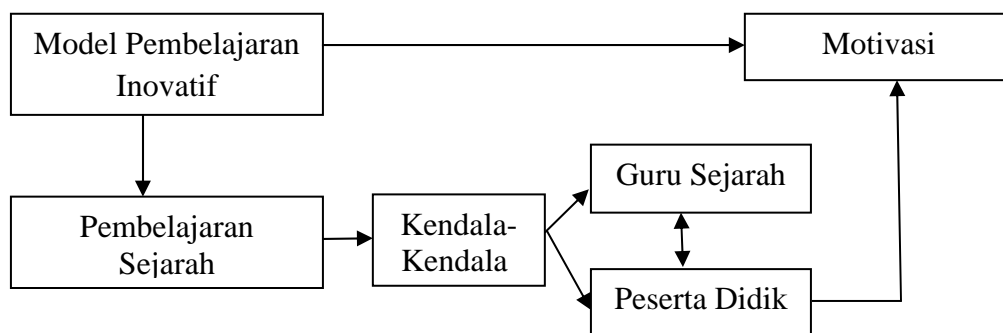 Model Pembelajaran
Inovatif
Motivasi
Guru Sejarah
Pembelajaran
Sejarah
Kendala-
Kendala
Peserta Didik